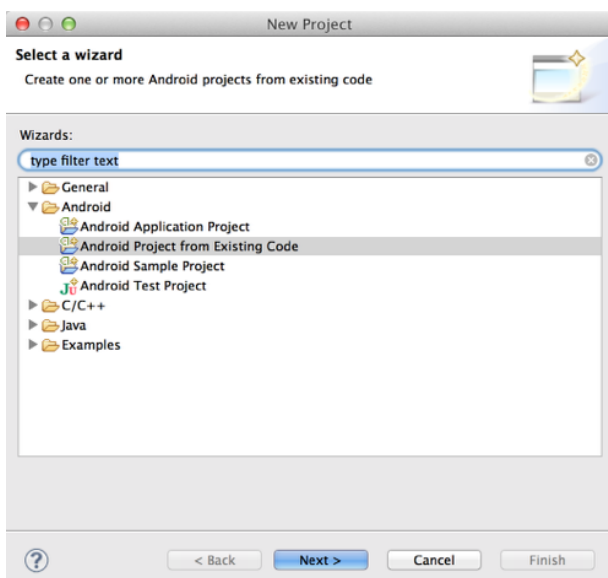 New Project
Select a wizard
Create one or more Android projects from existing code
Wizards:
type filter text
General
Android
Android Application Project
Android Project from Existing Code
Android Sample Project
Android Test Project
C/C++
Java
Examples
? < Back Next > Cancel Finish